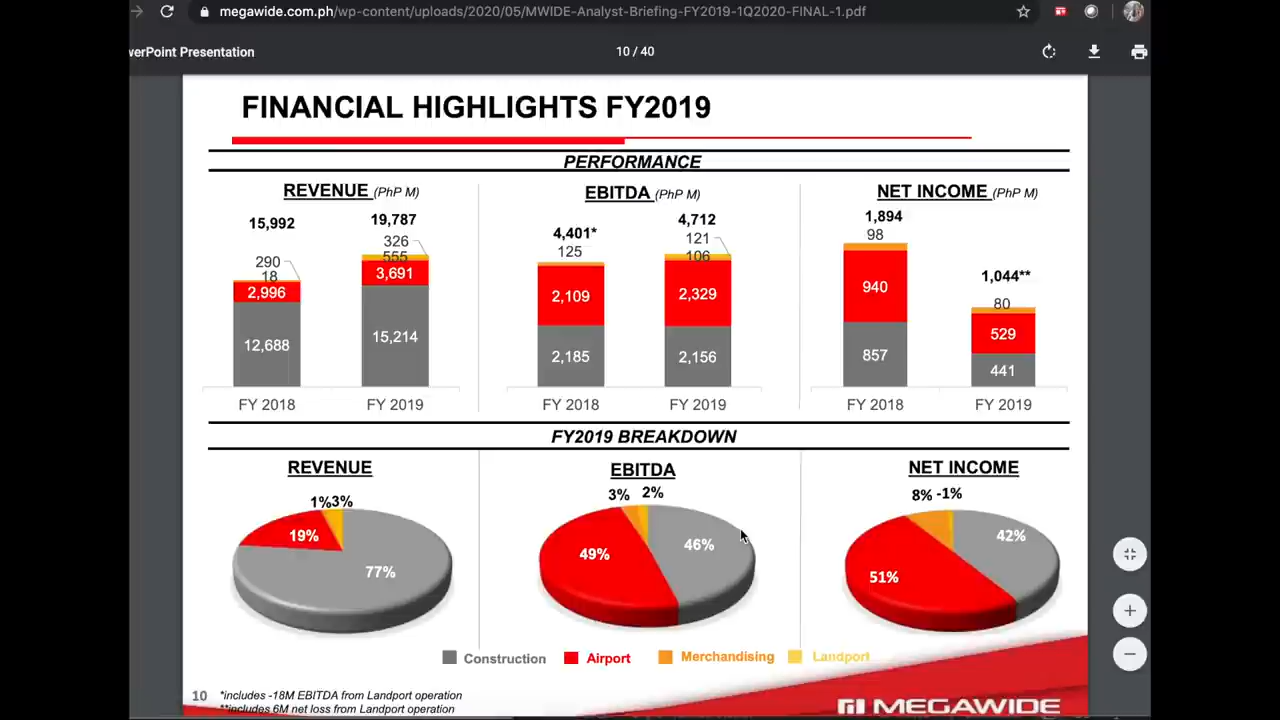 megawide.com.ph/wp-content/uploads/2020/05/MWIDE-Analyst-Briefing-FY2019-1Q2020-FINAL-1.pdf
werPoint Presentation
10 / 40
FINANCIAL HIGHLIGHTS FY2019
PERFORMANCE
REVENUE (PhP M)
15,992
19,787
290
18
2,996
12,688
326
555
3,691
15,214
FY 2018
FY 2019
EBITDA (PhP M)
4,401*
4,712
125
2,109
2,185
121
106
2,329
2,156
FY 2018
FY 2019
NET INCOME (PhP M)
1,894
98
940
857
1,044**
80
529
441
FY 2018
FY 2019
FY2019 BREAKDOWN
REVENUE
1% 3%
19%
77%
EBITDA
3% 2%
49%
46%
NET INCOME
8% -1%
42%
51%
Construction
Airport
Merchandising
Landport
10
*includes -18M EBITDA from Landport operation
**includes 6M net loss from Landport operation
MEGAWIDE